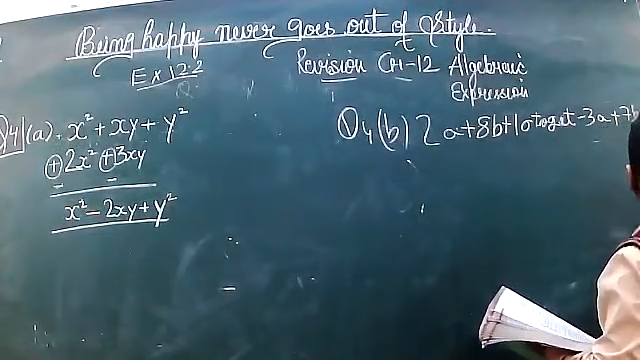 Being happy never goes out of Style.
Ex 12.2
Revision CH-12 Algebraic
Expression
Q4(a). x² + xy + y²
⊕2x² ⊕3xy
- -
x² - 2xy + y²
Q4(b) 2a+8b+10 to get -3a+7b